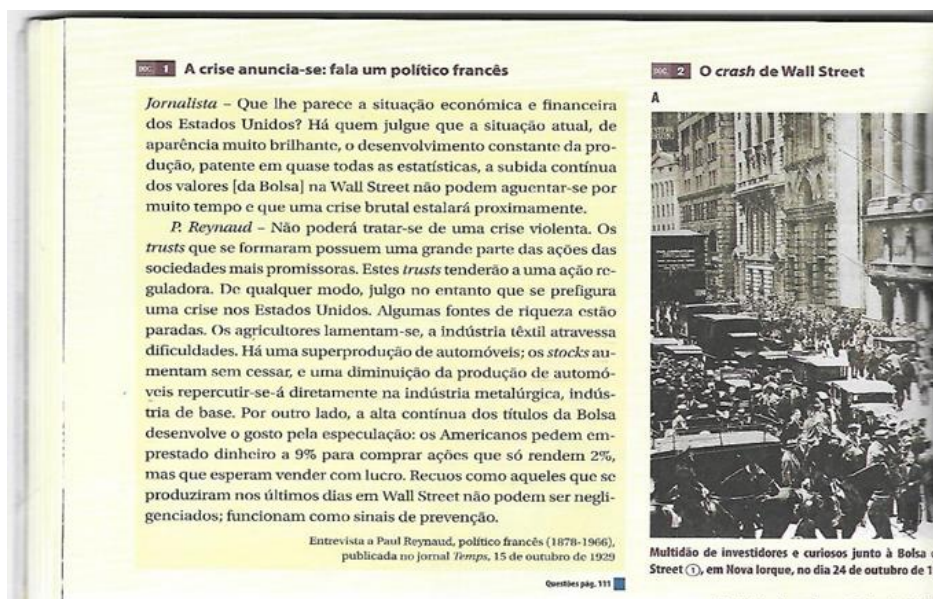 DOC 1 A crise anuncia-se: fala um político francês
Jornalista – Que lhe parece a situação económica e financeira
dos Estados Unidos? Há quem julgue que a situação atual, de
aparência muito brilhante, o desenvolvimento constante da pro-
dução, patente em quase todas as estatísticas, a subida contínua
dos valores [da Bolsa] na Wall Street não podem aguentar-se por
muito tempo e que uma crise brutal estalará proximamente.
P. Reynaud – Não poderá tratar-se de uma crise violenta. Os
trusts que se formaram possuem uma grande parte das ações das
sociedades mais promissoras. Estes trusts tenderão a uma ação re-
guladora. De qualquer modo, julgo no entanto que se prefigura
uma crise nos Estados Unidos. Algumas fontes de riqueza estão
paradas. Os agricultores lamentam-se, a indústria têxtil atravessa
dificuldades. Há uma superprodução de automóveis; os stocks au-
mentam sem cessar, e uma diminuição da produção de automó-
veis repercutir-se-á diretamente na indústria metalúrgica, indús-
tria de base. Por outro lado, a alta contínua dos títulos da Bolsa
desenvolve o gosto pela especulação: os Americanos pedem em-
prestado dinheiro a 9% para comprar ações que só rendem 2%,
mas que esperam vender com lucro. Recuos como aqueles que se
produziram nos últimos dias em Wall Street não podem ser negli-
genciados; funcionam como sinais de prevenção.
Entrevista a Paul Reynaud, político francês (1878-1966),
publicada no jornal Temps, 15 de outubro de 1929
Questões pág. 111
DOC 2 O crash de Wall Street
A
1
Multidão de investidores e curiosos junto à Bolsa
Street 1, em Nova Iorque, no dia 24 de outubro de 1